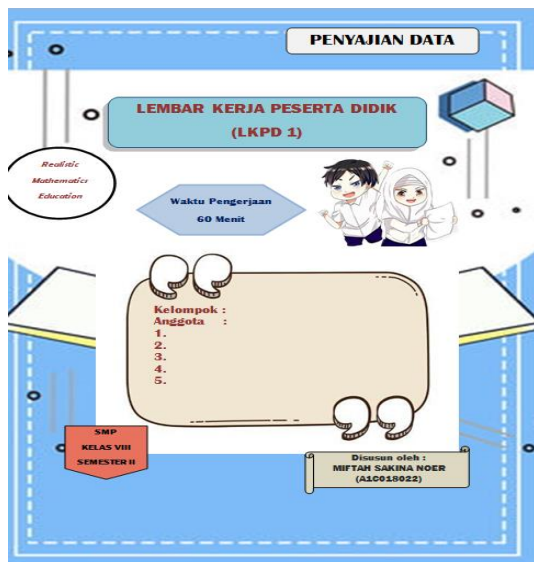 PENYAJIAN DATA
LEMBAR KERJA PESERTA DIDIK
(LKPD 1)
Realistic
Mathematics
Education
Waktu Pengerjaan
60 Menit
Kelompok :
Anggota :
1.
2.
3.
4.
5.
SMP
KELAS VIII
SEMESTER II
Disusun oleh :
MIFTAH SAKINA NOER
(A1C018022)